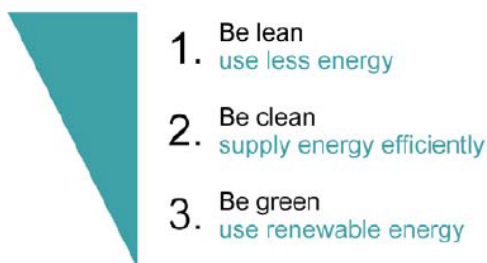 1. Be lean
use less energy
2. Be clean
supply energy efficiently
3. Be green
use renewable energy